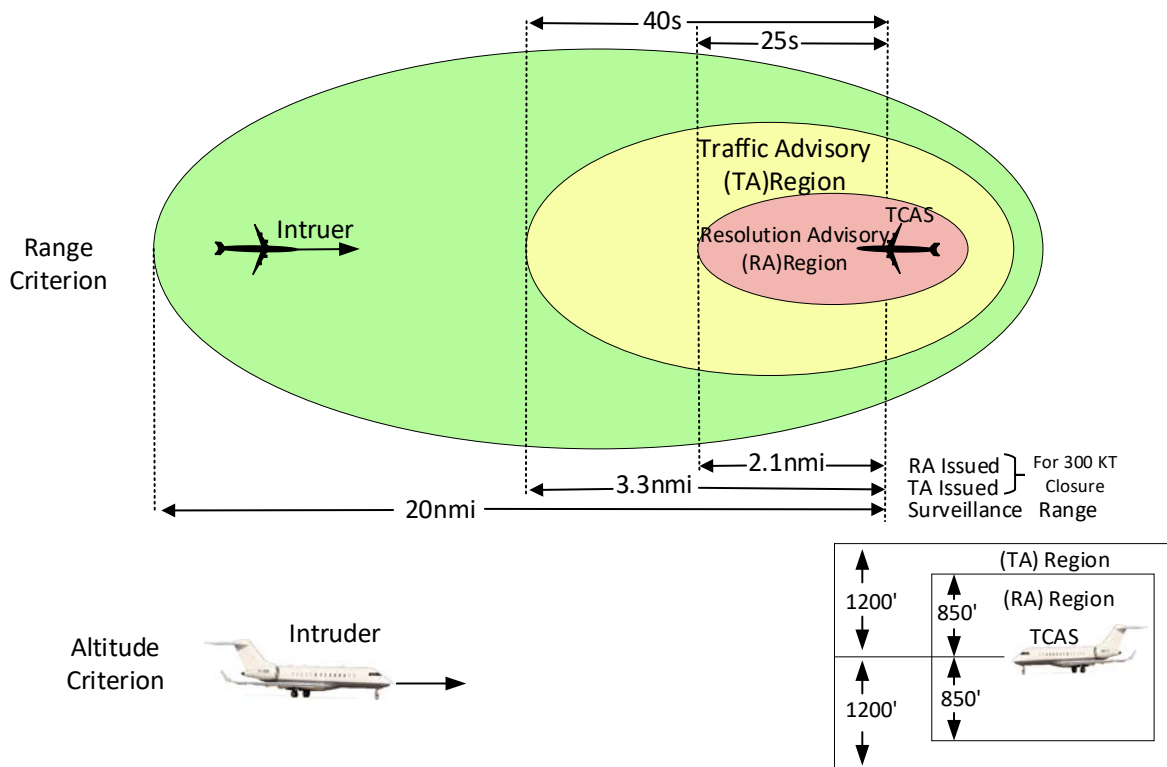 40s
25s
Traffic Advisory
(TA)Region
TCAS
Intruer
Resolution Advisory
(RA)Region
Range
Criterion
2.1nmi
3.3nmi
20nmi
RA Issued
TA Issued
For 300 KT
Closure
Surveillance Range
(TA) Region
(RA) Region
1200'
850'
TCAS
Intruder
Altitude
Criterion
1200'
850'